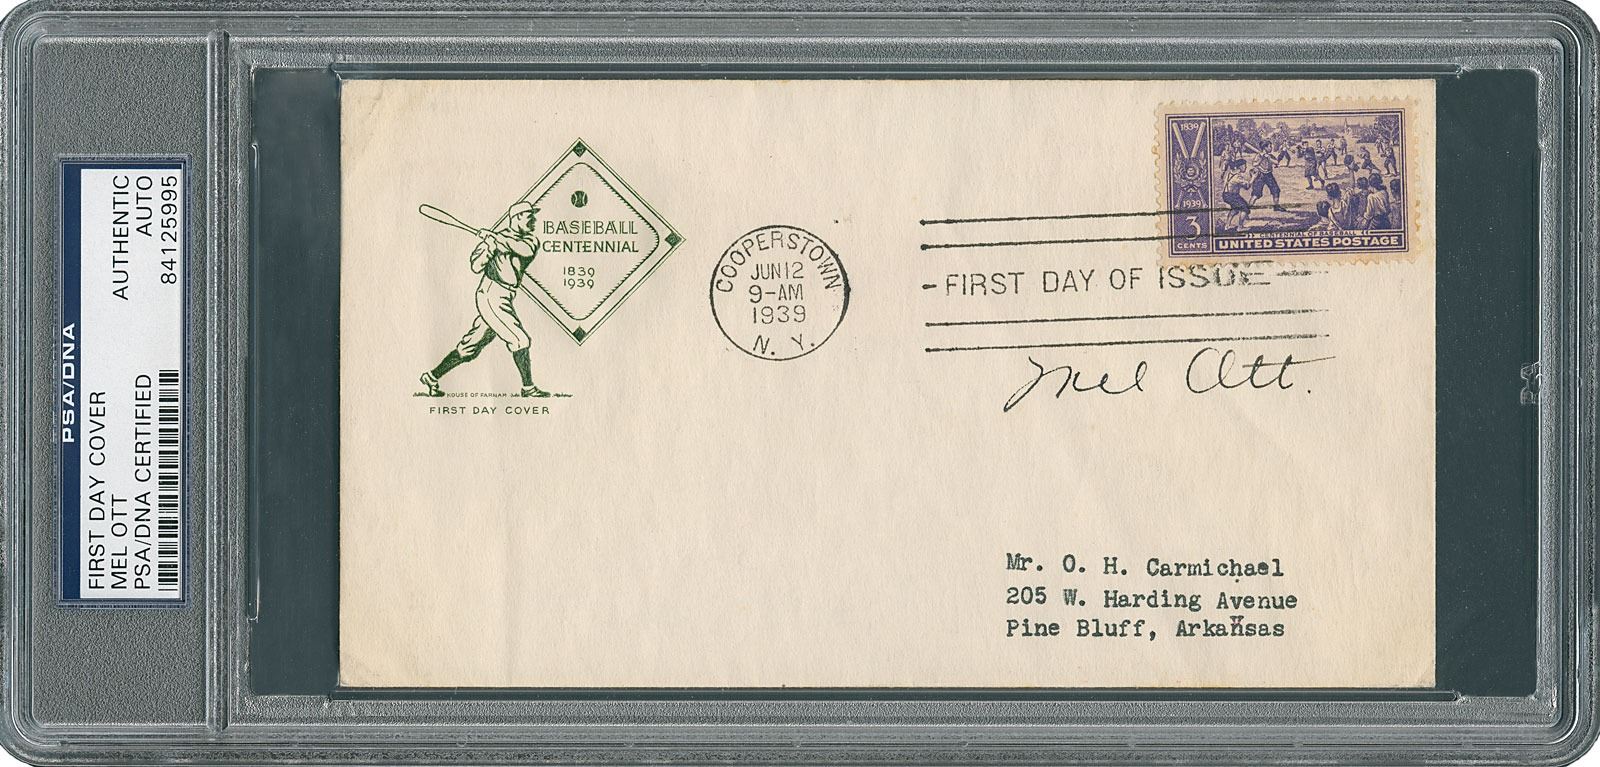 PSA/DNA
FIRST DAY COVER
MEL OTT
PSA/DNA CERTIFIED
AUTHENTIC
AUTO
84125995
BASEBALL
CENTENNIAL
1839
1939
HOUSE OF FARNAM
FIRST DAY COVER
COOPERSTOWN
JUN 12
9-AM
1939
N. Y.
FIRST DAY OF ISSUE
1839
1939
3
CENTS
CENTENNIAL OF BASEBALL
UNITED STATES POSTAGE
Mel Ott.
Mr. O. H. Carmichael
205 W. Harding Avenue
Pine Bluff, Arkansas
PSA